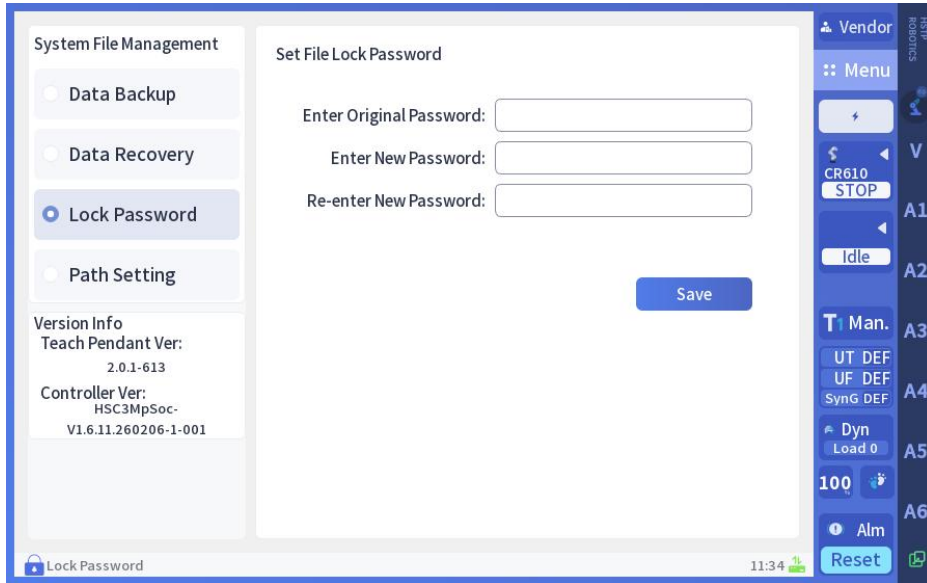 System File Management
Data Backup
Data Recovery
Lock Password
Path Setting
Version Info
Teach Pendant Ver:
2.0.1-613
Controller Ver:
HSC3MpSoc-
V1.6.11.260206-1-001
Set File Lock Password
Enter Original Password:
Enter New Password:
Re-enter New Password:
Save
Lock Password
11:34
Vendor
Menu
CR610
STOP
Idle
T1 Man.
UT DEF
UF DEF
SynG DEF
Dyn
Load 0
100 %
Alm
Reset
HSTP
ROBOTICS
V
A1
A2
A3
A4
A5
A6